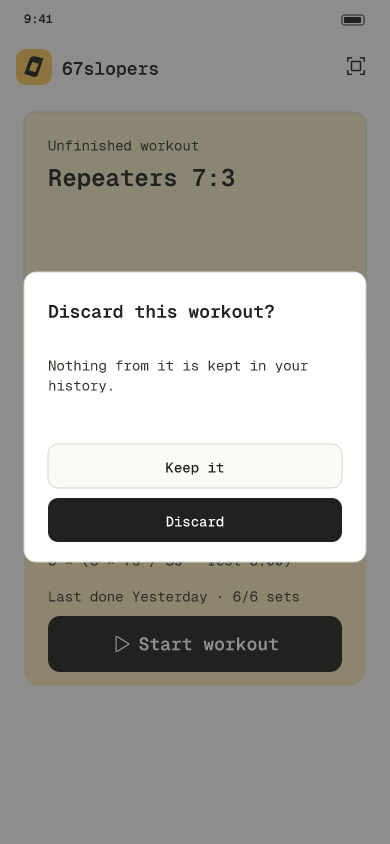 9:41
67slopers
Unfinished workout
Repeaters 7:3
Discard this workout?
Nothing from it is kept in your
history.
Keep it
Discard
Last done Yesterday · 6/6 sets
Start workout